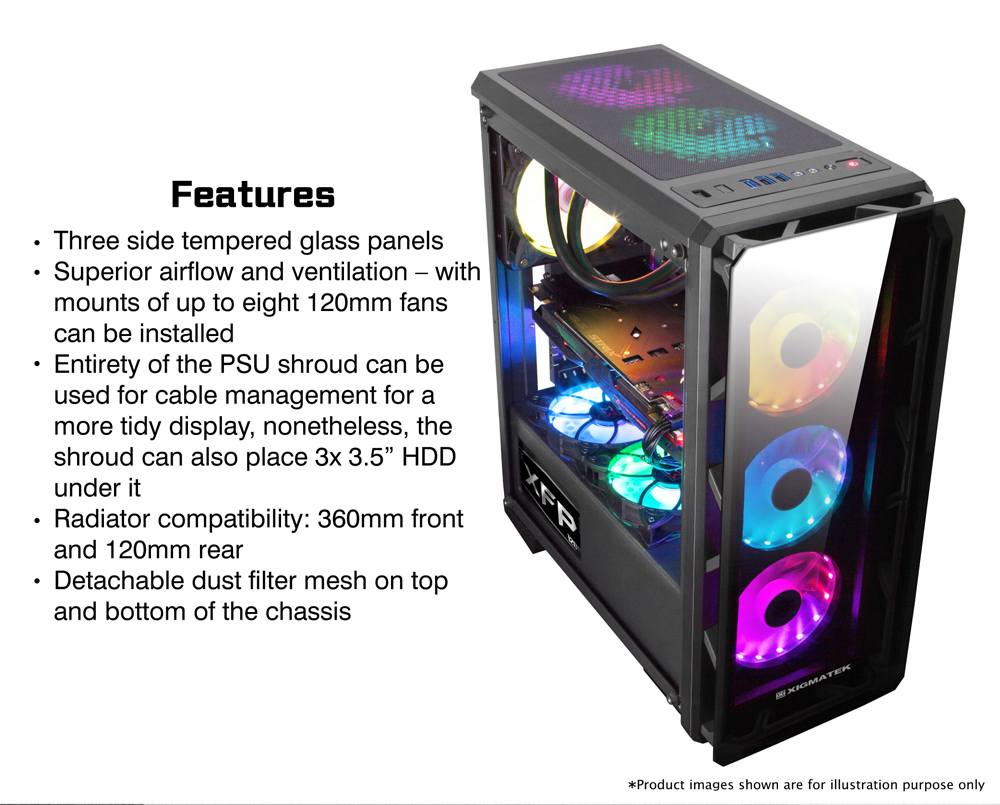 Features
• Three side tempered glass panels
• Superior airflow and ventilation – with
mounts of up to eight 120mm fans
can be installed
• Entirety of the PSU shroud can be
used for cable management for a
more tidy display, nonetheless, the
shroud can also place 3x 3.5” HDD
under it
• Radiator compatibility: 360mm front
and 120mm rear
• Detachable dust filter mesh on top
and bottom of the chassis
XFP
XIGMATEK
*Product images shown are for illustration purpose only